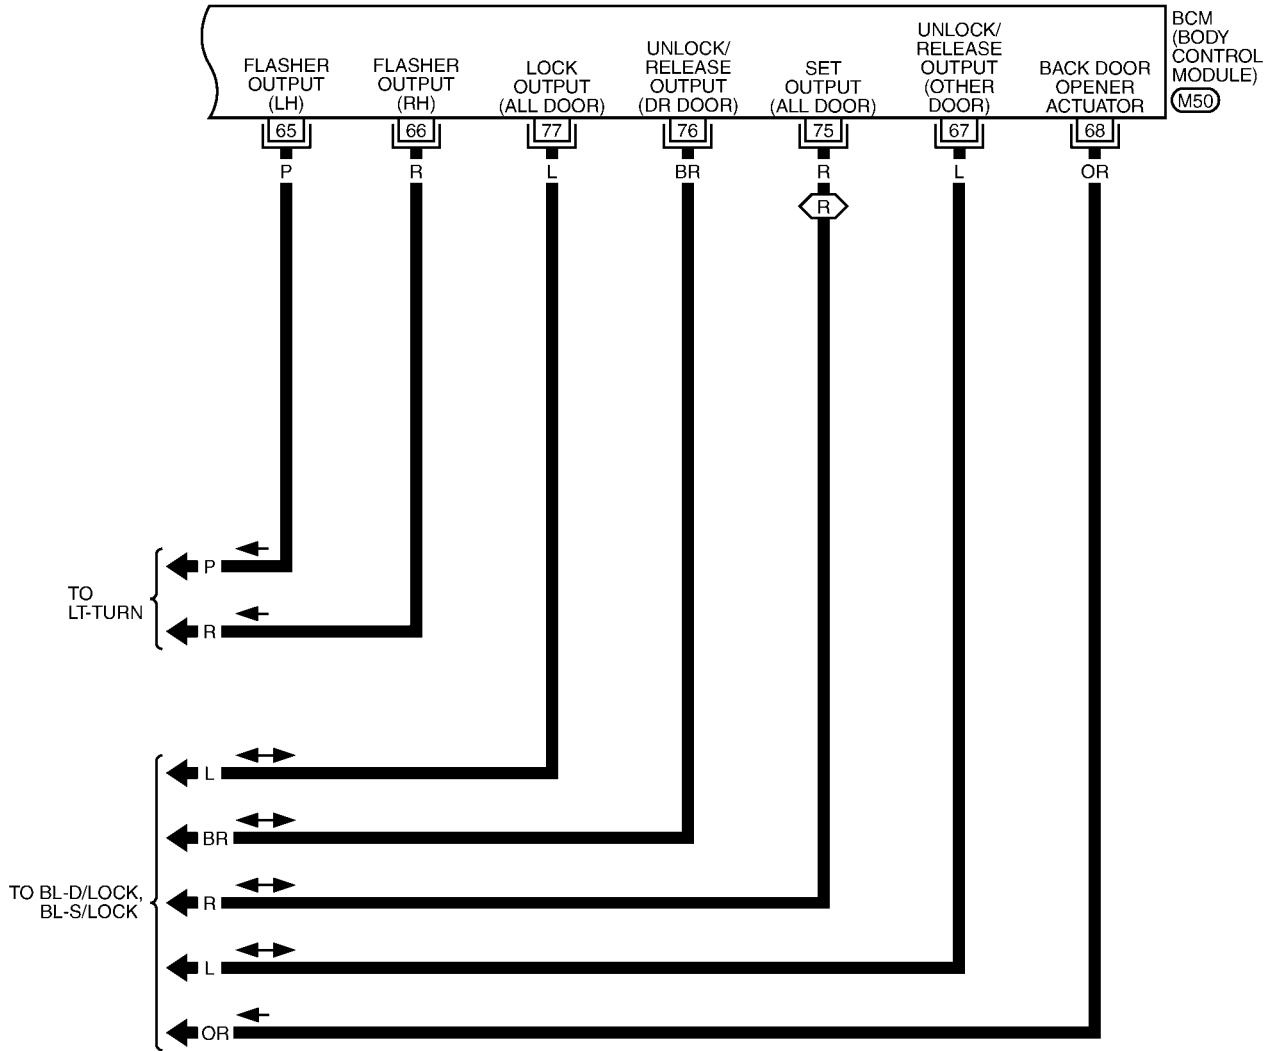 BCM
(BODY
CONTROL
MODULE)
M50
FLASHER
OUTPUT
(LH)
FLASHER
OUTPUT
(RH)
LOCK
OUTPUT
(ALL DOOR)
UNLOCK/
RELEASE
OUTPUT
(DR DOOR)
SET
OUTPUT
(ALL DOOR)
UNLOCK/
RELEASE
OUTPUT
(OTHER
DOOR)
BACK DOOR
OPENER
ACTUATOR
65 66 77 76 75 67 68
P R L BR R L OR
R
P
TO
LT-TURN
R
L
BR
TO BL-D/LOCK,
BL-S/LOCK
R
L
OR